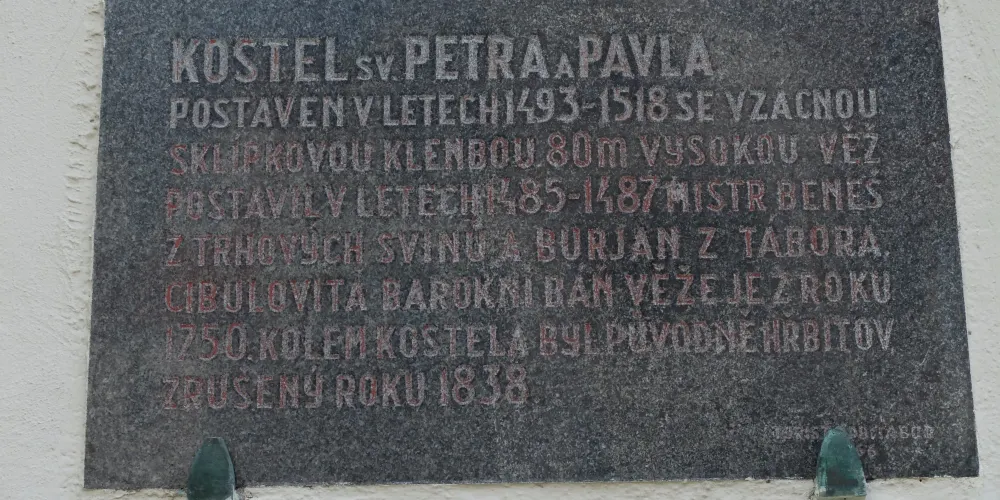 KOSTEL SV. PETRA A PAVLA
POSTAVEN V LETECH 1493-1518 SE VZÁCNOU
SKLÍPKOVOU KLENBOU. 80m VYSOKOU VĚŽ
POSTAVIL V LETECH 1485-1487 MISTR BENEŠ
Z TRHOVÝCH SVINŮ A BURJAN Z TÁBORA.
CIBULOVITÁ BAROKNÍ BÁŇ VĚŽE JE Z ROKU
1750. KOLEM KOSTELA BYL PŮVODNĚ HŘBITOV,
ZRUŠENÝ ROKU 1838.